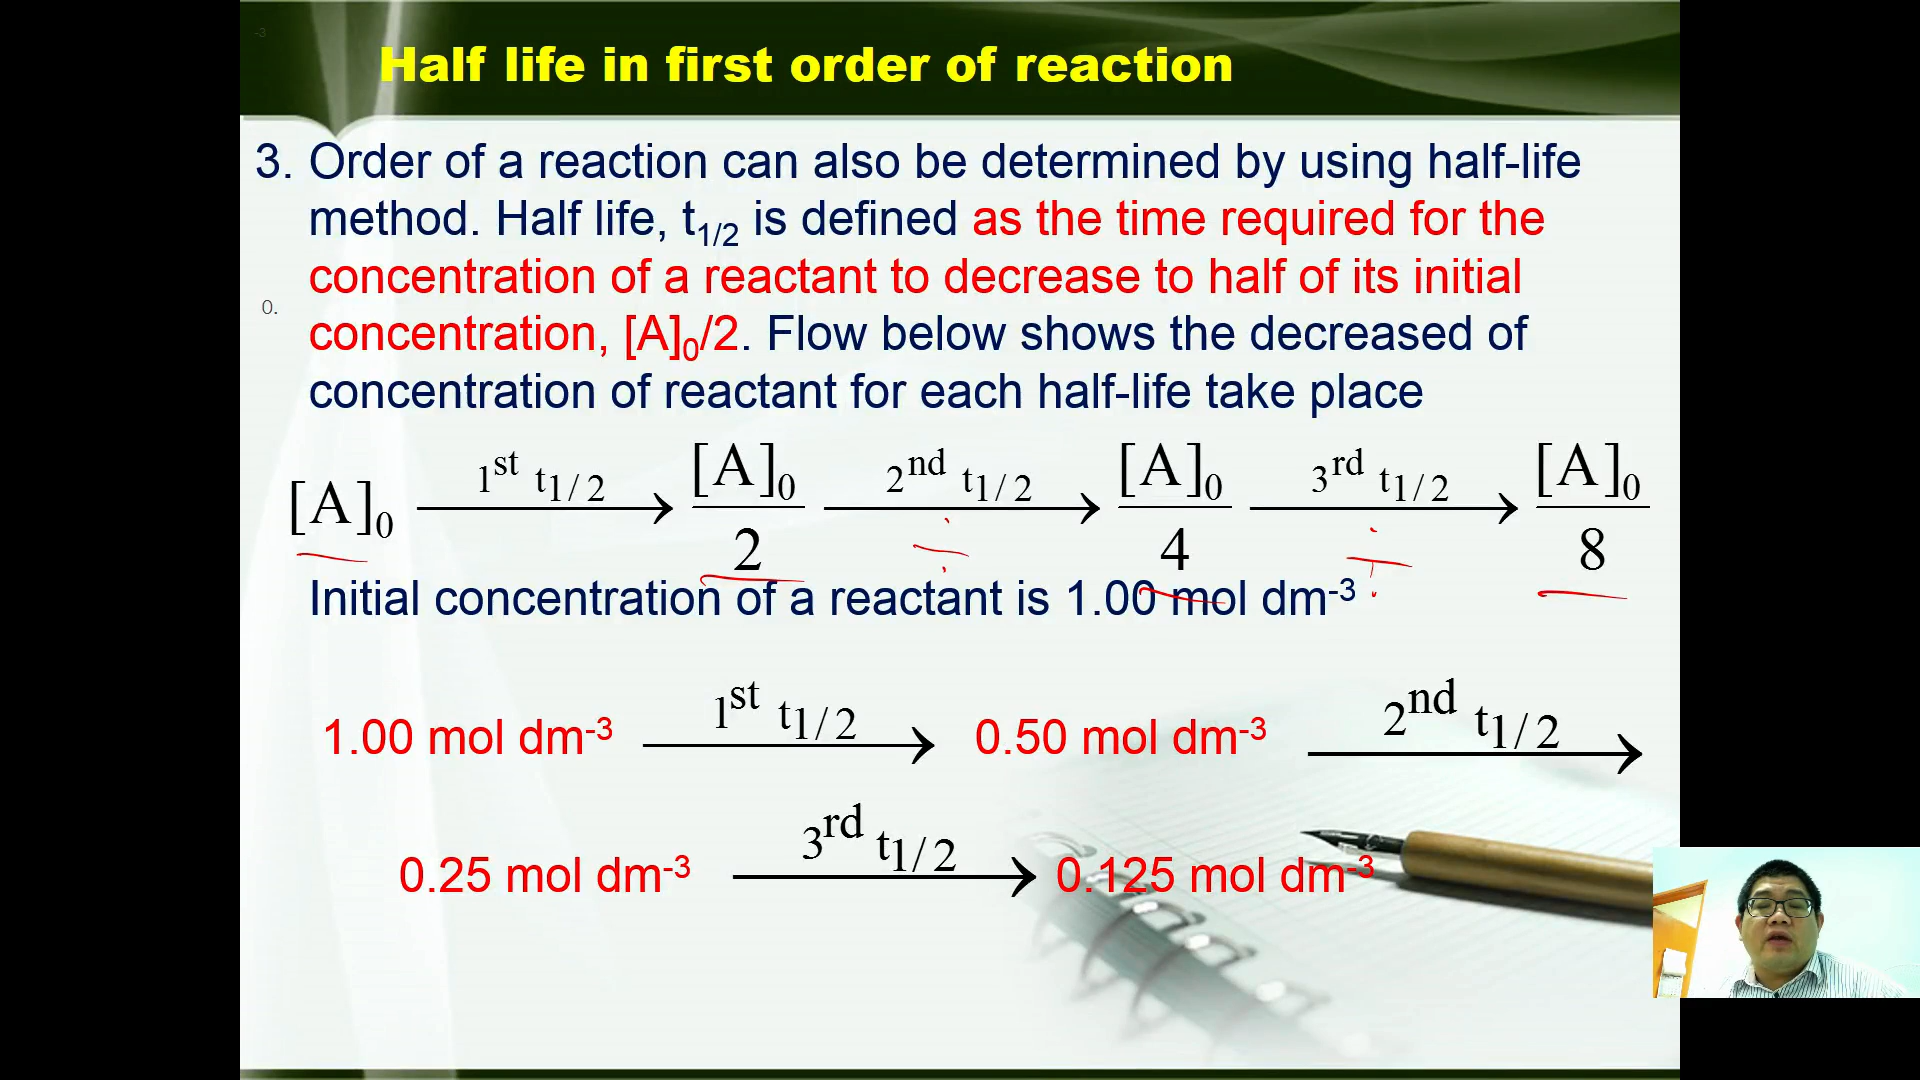 -3
Half life in first order of reaction
3. Order of a reaction can also be determined by using half-life
method. Half life, t1/2 is defined as the time required for the
concentration of a reactant to decrease to half of its initial
0.
concentration, [A]0/2. Flow below shows the decreased of
concentration of reactant for each half-life take place
[A]0 1st t1/2 → [A]0/2 2nd t1/2 → [A]0/4 3rd t1/2 → [A]0/8
Initial concentration of a reactant is 1.00 mol dm-3
1.00 mol dm-3 1st t1/2 → 0.50 mol dm-3 2nd t1/2 →
0.25 mol dm-3 3rd t1/2 → 0.125 mol dm-3